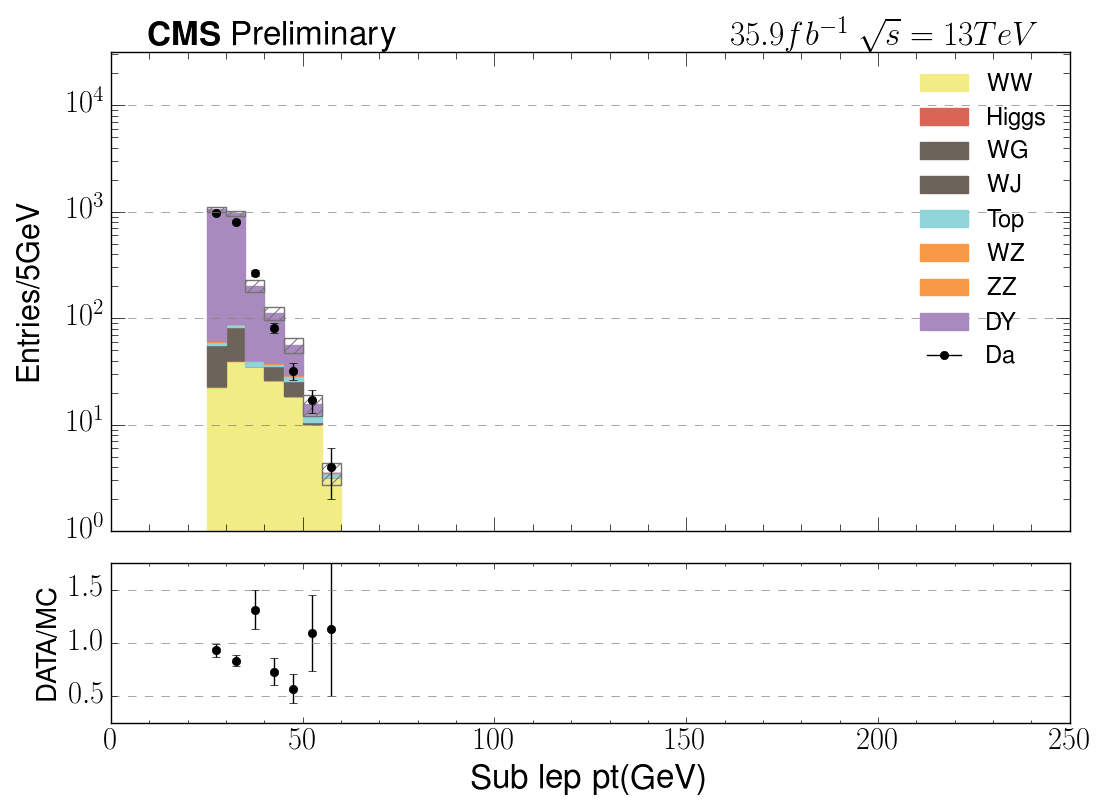 CMS Preliminary 35.9fb⁻¹ √s = 13TeV
Entries/5GeV
10⁴
10³
10²
10¹
10⁰
WW
Higgs
WG
WJ
Top
WZ
ZZ
DY
Da
DATA/MC
1.5
1.0
0.5
0 50 100 150 200 250
Sub lep pt(GeV)